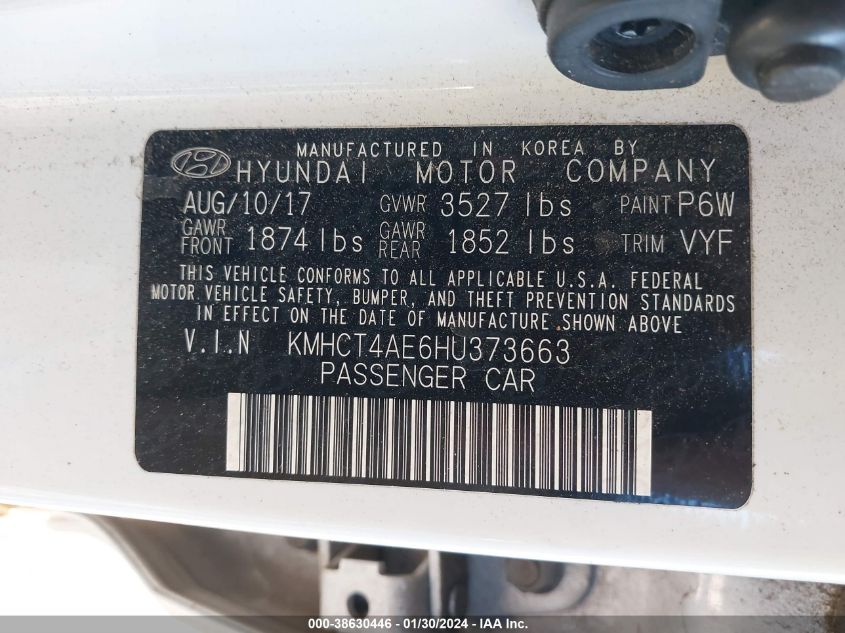 MANUFACTURED IN KOREA BY
HYUNDAI MOTOR COMPANY
AUG/10/17 GVWR 3527 lbs PAINT P6W
GAWR FRONT 1874 lbs GAWR REAR 1852 lbs TRIM VYF
THIS VEHICLE CONFORMS TO ALL APPLICABLE U.S.A. FEDERAL
MOTOR VEHICLE SAFETY, BUMPER, AND THEFT PREVENTION STANDARDS
IN EFFECT ON THE DATE OF MANUFACTURE SHOWN ABOVE
V.I.N KMHCT4AE6HU373663
PASSENGER CAR
000-38630446 - 01/30/2024 - IAA Inc.